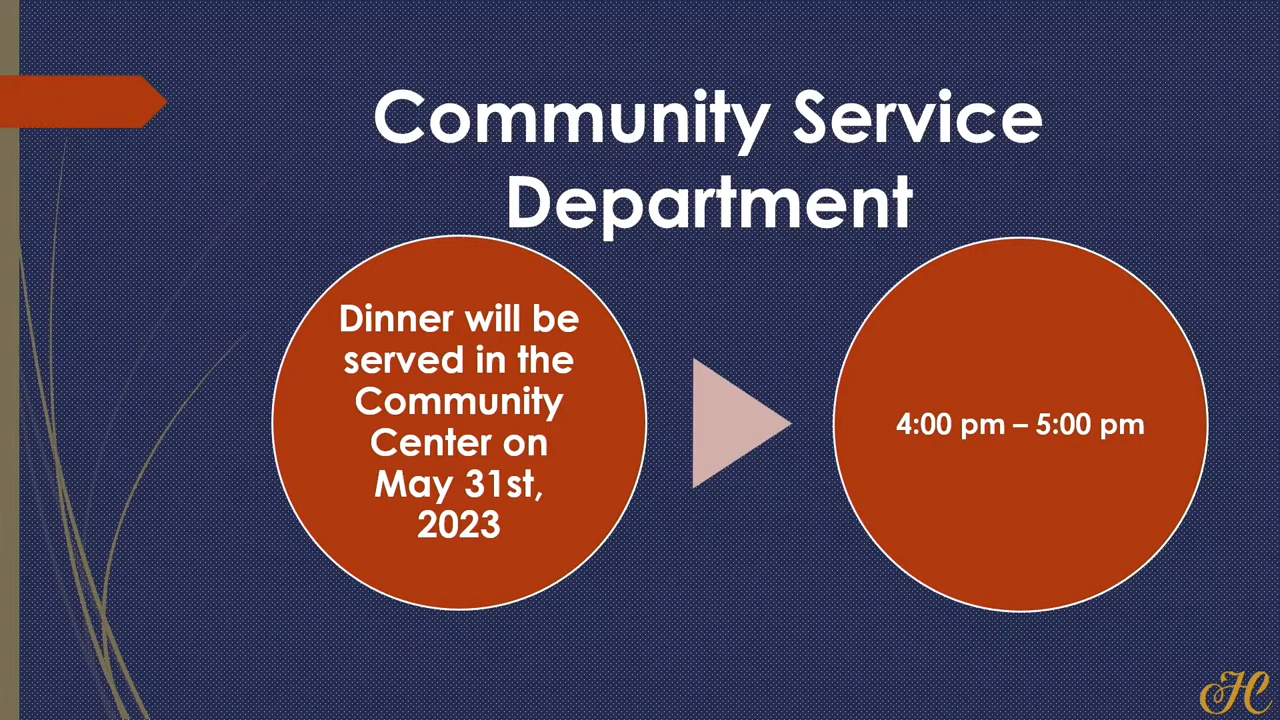 Community Service
Department
Dinner will be
served in the
Community
Center on
May 31st,
2023
4:00 pm – 5:00 pm
HC